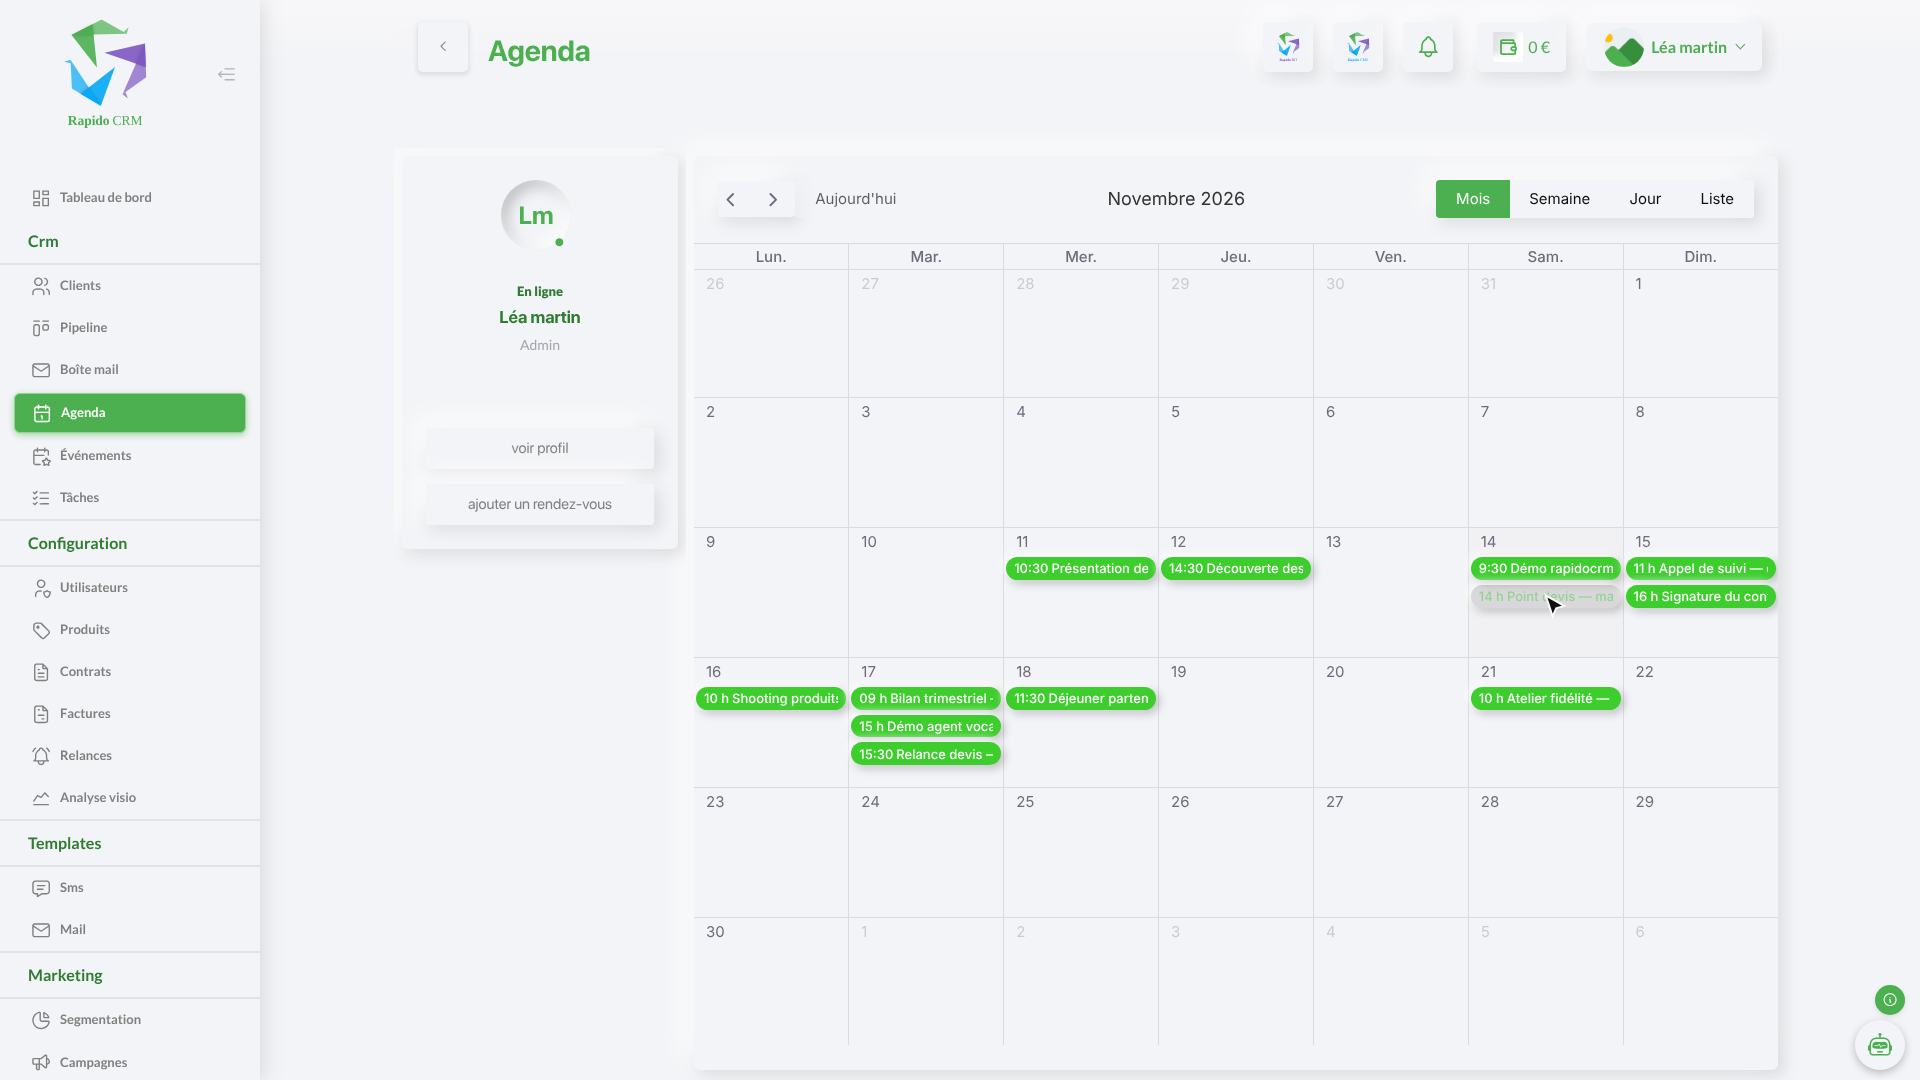 Rapido CRM
Tableau de bord
Crm
Clients
Pipeline
Boîte mail
Agenda
Événements
Tâches
Configuration
Utilisateurs
Produits
Contrats
Factures
Relances
Analyse visio
Templates
Sms
Mail
Marketing
Segmentation
Campagnes
Agenda
0 €
Léa martin
Lm
En ligne
Léa martin
Admin
voir profil
ajouter un rendez-vous
Aujourd'hui
Novembre 2026
Mois Semaine Jour Liste
Lun. Mar. Mer. Jeu. Ven. Sam. Dim.
26 27 28 29 30 31 1
2 3 4 5 6 7 8
9 10 11 12 13 14 15
10:30 Présentation de 14:30 Découverte des 9:30 Démo rapidocrm 11 h Appel de suivi —
14 h Point devis — ma 16 h Signature du con
16 17 18 19 20 21 22
10 h Shooting produits 09 h Bilan trimestriel - 11:30 Déjeuner parten 10 h Atelier fidélité —
15 h Démo agent voca
15:30 Relance devis –
23 24 25 26 27 28 29
30 1 2 3 4 5 6